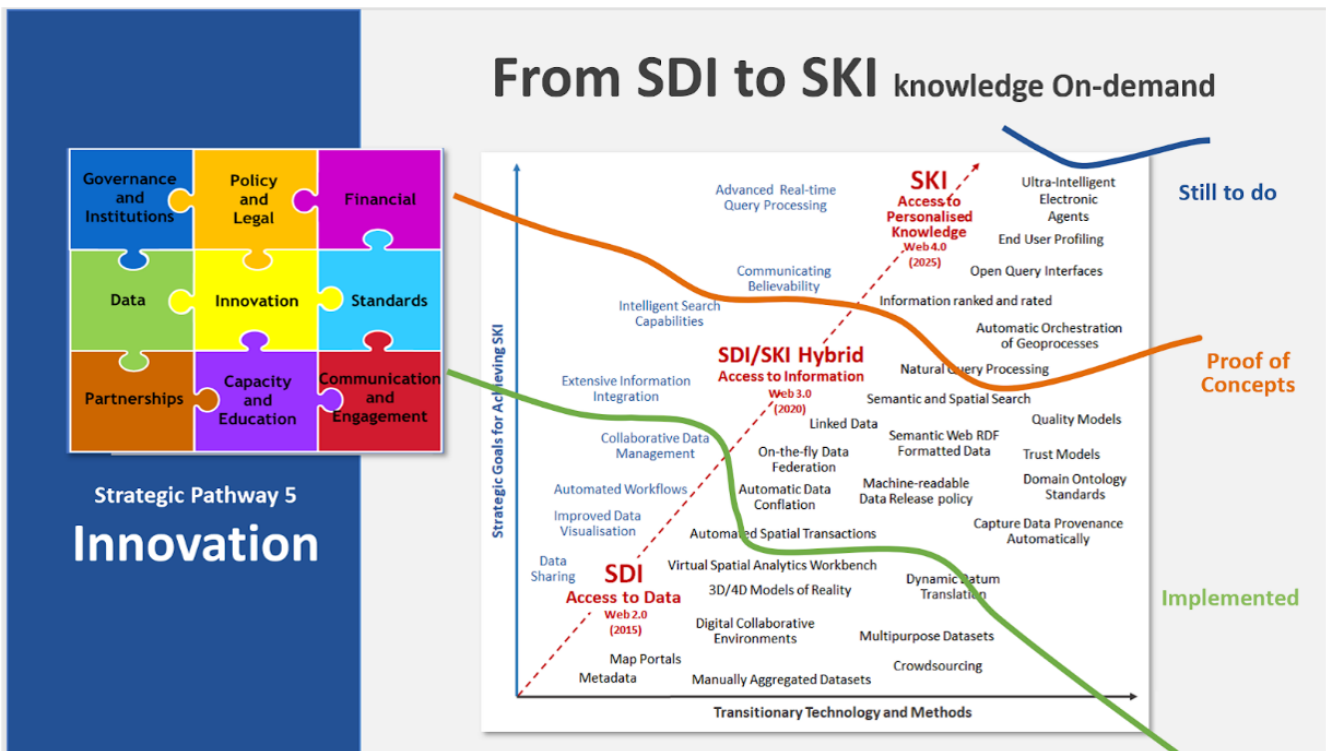 From SDI to SKI knowledge On-demand
Governance
and
Institutions
Policy
and
Legal
Financial
Data
Innovation
Standards
Partnerships
Capacity
and
Education
Communication
and
Engagement
Strategic Pathway 5
Innovation
Strategic Goals for Achieving SKI
Advanced Real-time
Query Processing
SKI
Access to
Personalised
Knowledge
Web 4.0
(2025)
Ultra-Intelligent
Electronic
Agents
End User Profiling
Communicating
Believability
Open Query Interfaces
Intelligent Search
Capabilities
Information ranked and rated
Automatic Orchestration
of Geoprocesses
SDI/SKI Hybrid
Access to Information
Web 3.0
(2020)
Natural Query Processing
Extensive Information
Integration
Semantic and Spatial Search
Linked Data
Quality Models
Collaborative Data
Management
Semantic Web RDF
Formatted Data
On-the-fly Data
Federation
Trust Models
Automated Workflows
Automatic Data
Conflation
Machine-readable
Data Release policy
Domain Ontology
Standards
Improved Data
Visualisation
Automated Spatial Transactions
Capture Data Provenance
Automatically
Data
Sharing
SDI
Access to Data
Web 2.0
(2015)
Virtual Spatial Analytics Workbench
3D/4D Models of Reality
Dynamic Datum
Translation
Digital Collaborative
Environments
Multipurpose Datasets
Map Portals
Metadata
Crowdsourcing
Manually Aggregated Datasets
Transitionary Technology and Methods
Still to do
Proof of
Concepts
Implemented